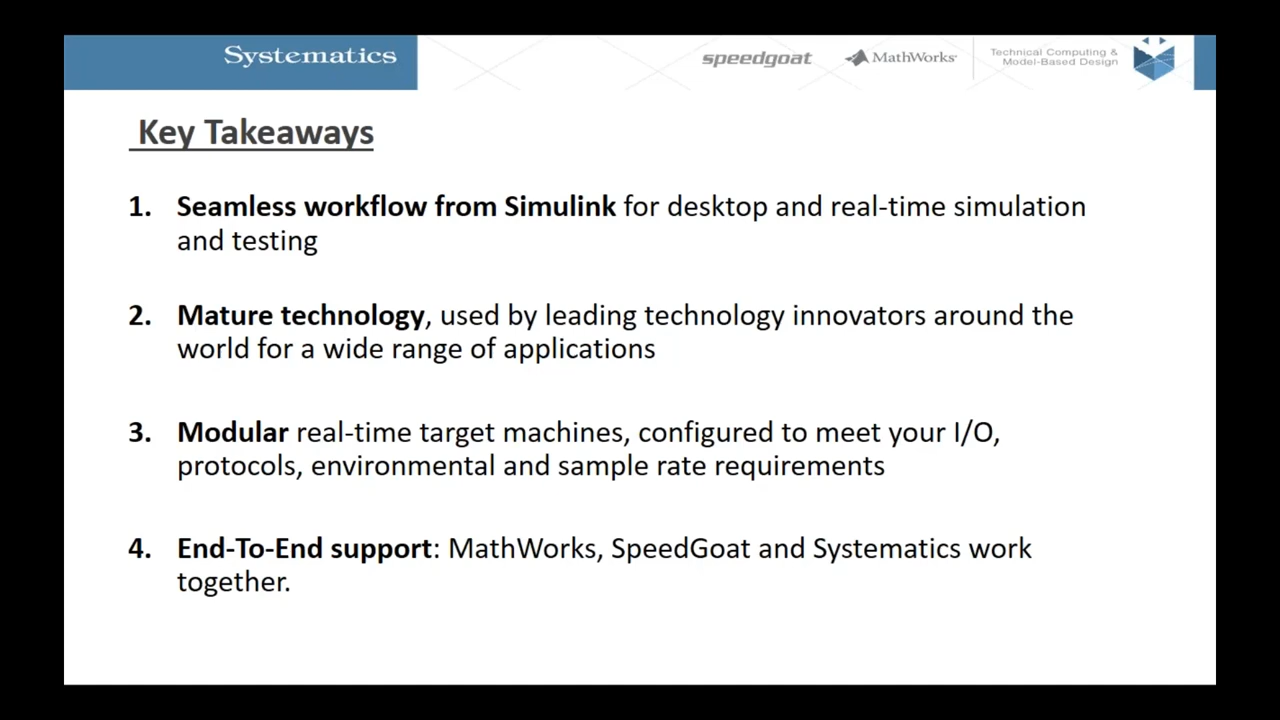 Systematics
speedgoat
MathWorks
Technical Computing &
Model-Based Design
Key Takeaways
1. Seamless workflow from Simulink for desktop and real-time simulation
and testing
2. Mature technology, used by leading technology innovators around the
world for a wide range of applications
3. Modular real-time target machines, configured to meet your I/O,
protocols, environmental and sample rate requirements
4. End-To-End support: MathWorks, SpeedGoat and Systematics work
together.